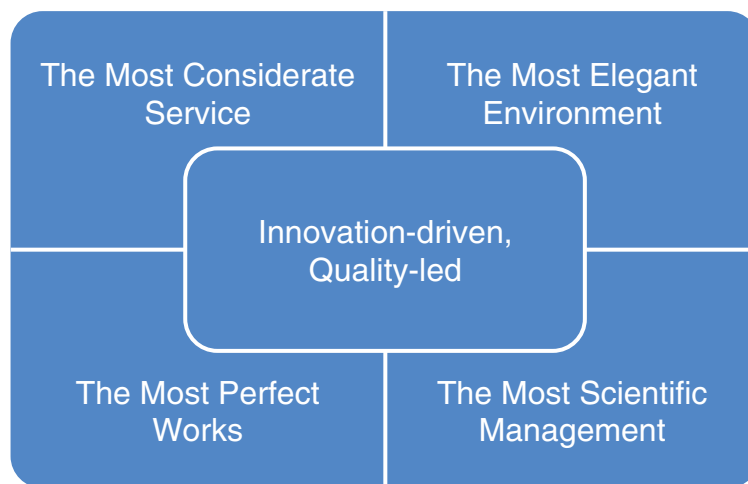 The Most Considerate
Service
The Most Elegant
Environment
Innovation-driven,
Quality-led
The Most Perfect
Works
The Most Scientific
Management